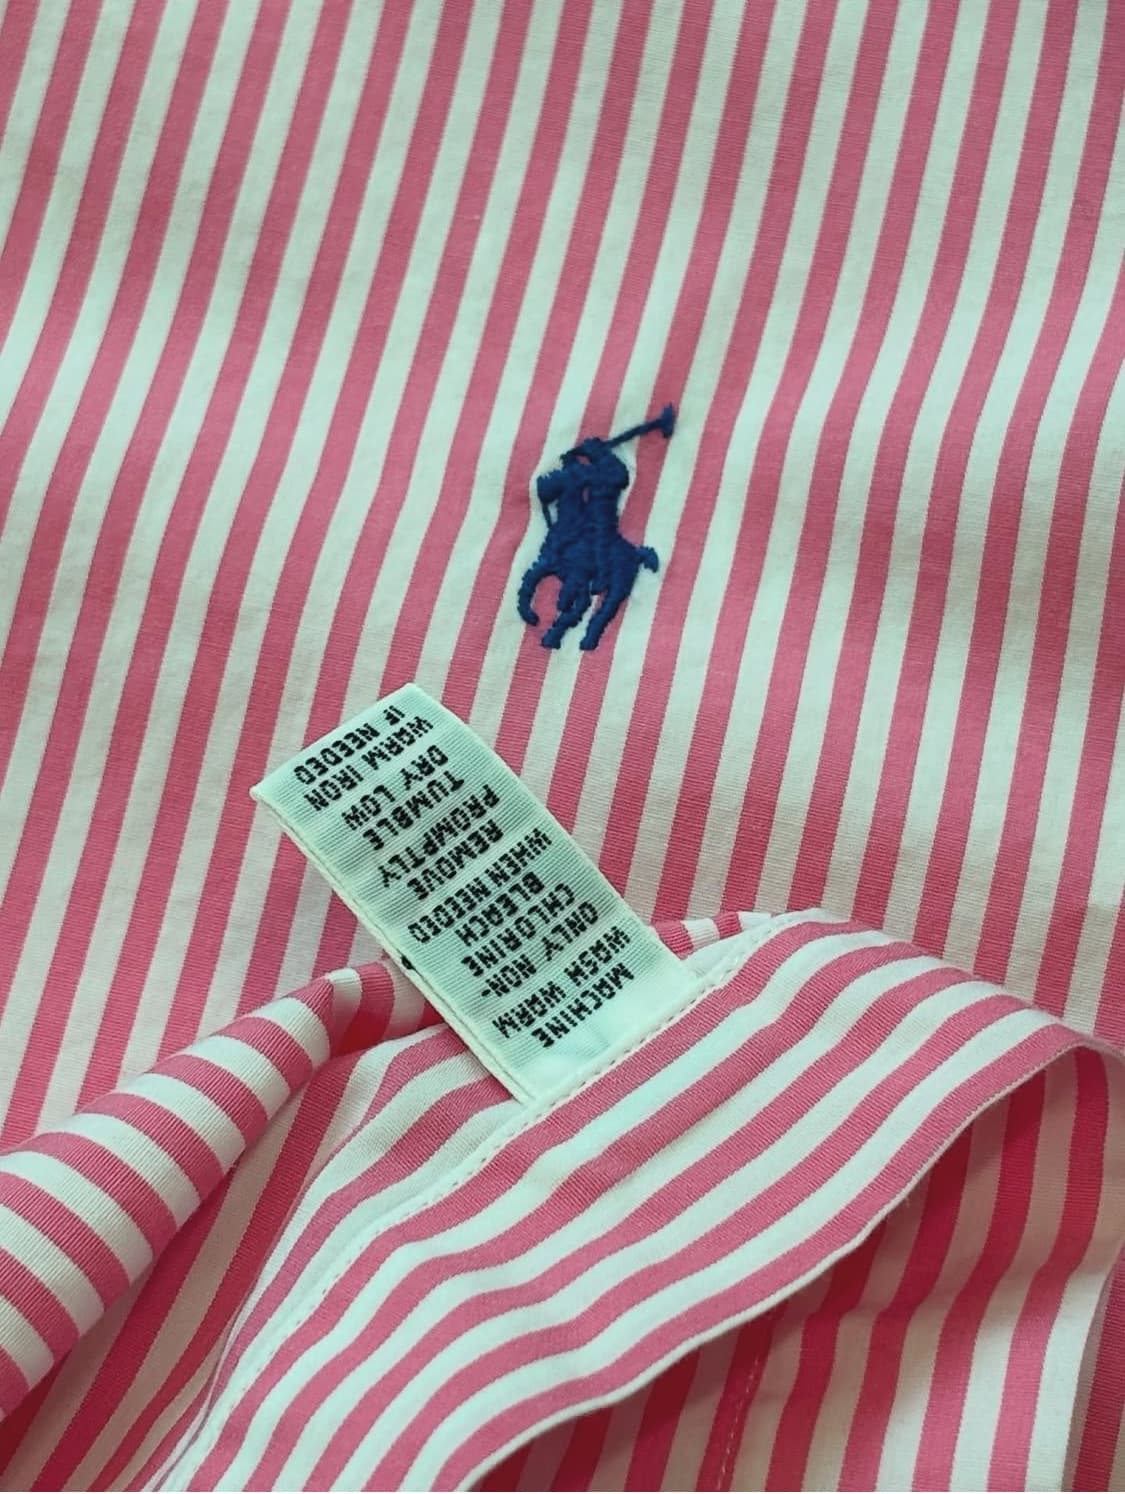 MACHINE
WASH WARM
ONLY NON-
CHLORINE
BLEACH
WHEN NEEDED
REMOVE
PROMPTLY
TUMBLE
DRY LOW
WARM IRON
IF NEEDED